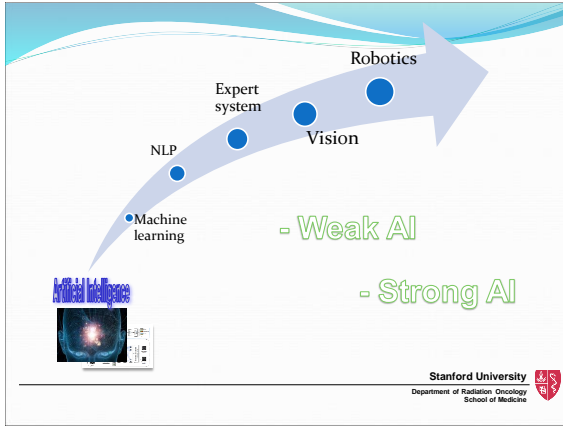 Robotics
Expert
system
Vision
NLP
Machine
learning
- Weak AI
- Strong AI
Artificial Intelligence
Stanford University
Department of Radiation Oncology
School of Medicine